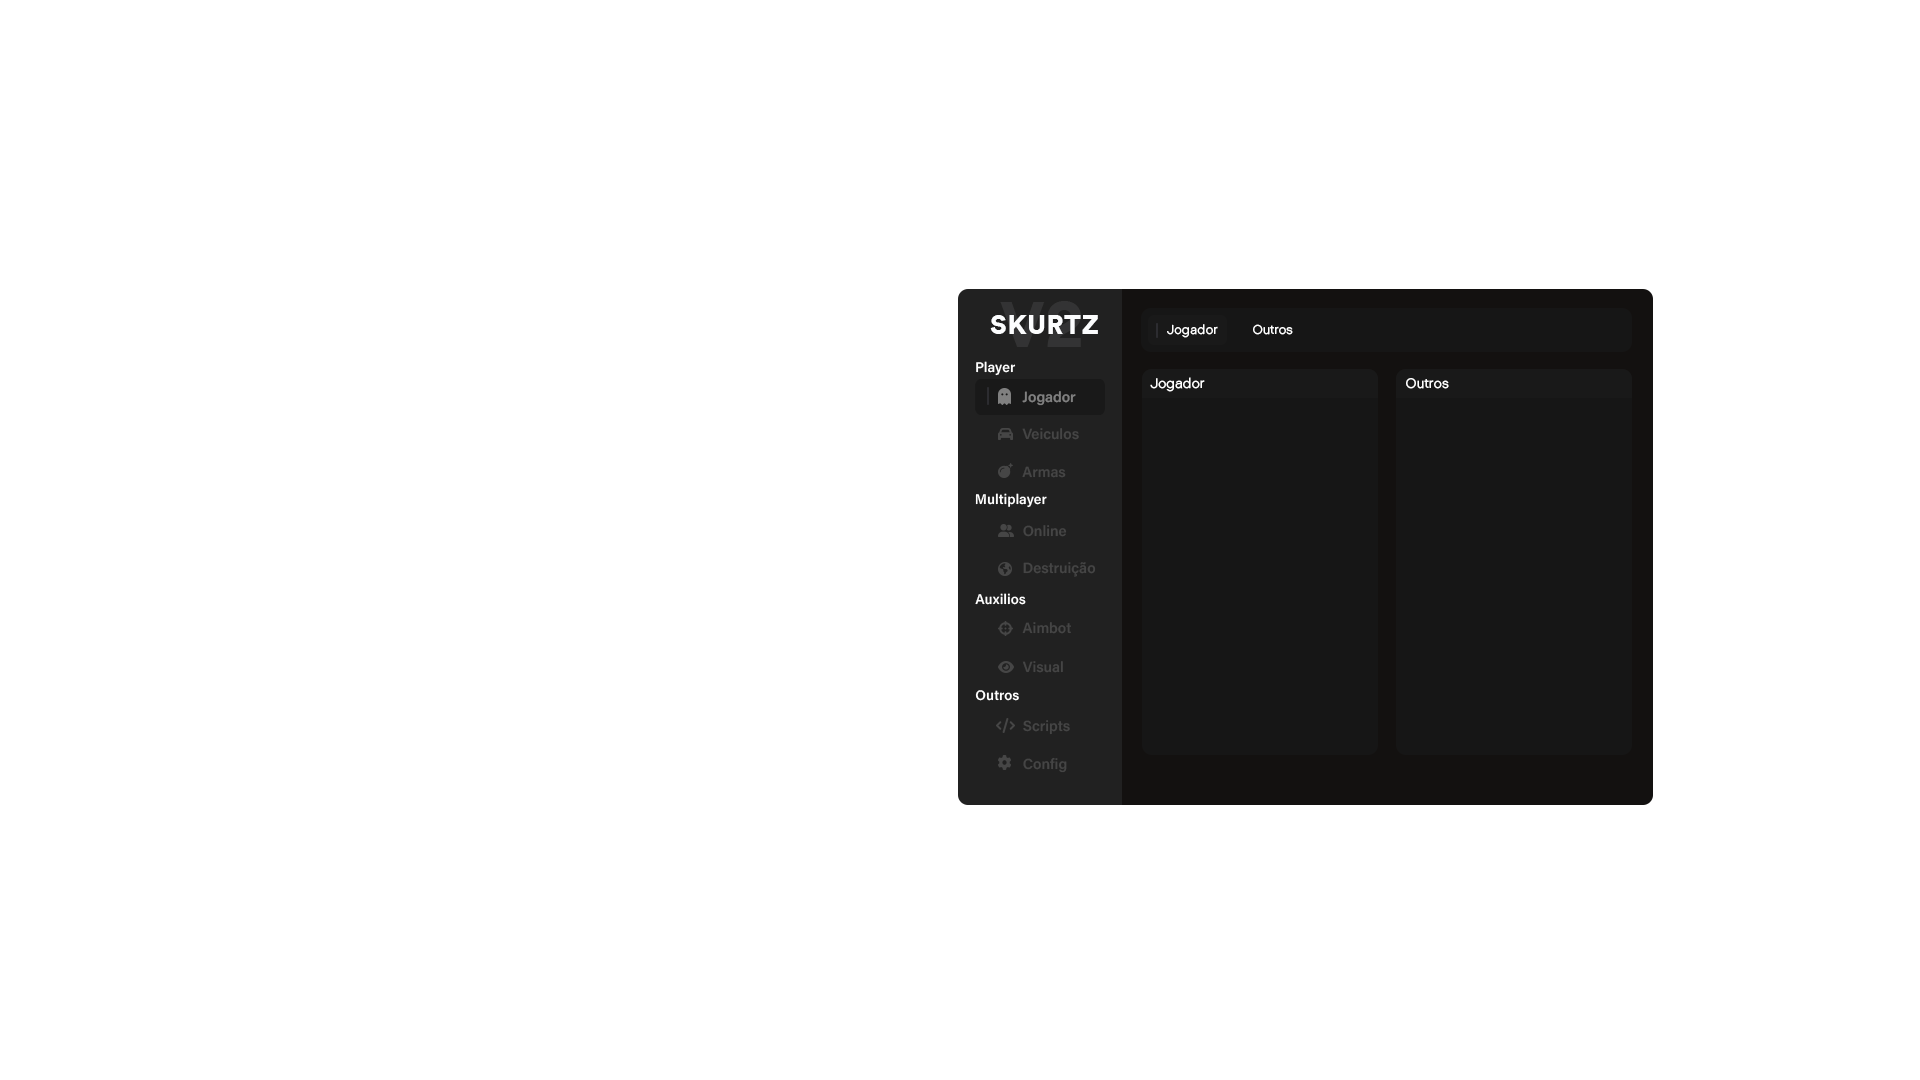 V2
SKURTZ
Player
Jogador
Veiculos
Armas
Multiplayer
Online
Destruição
Auxilios
Aimbot
Visual
Outros
Scripts
Config
Jogador Outros
Jogador
Outros